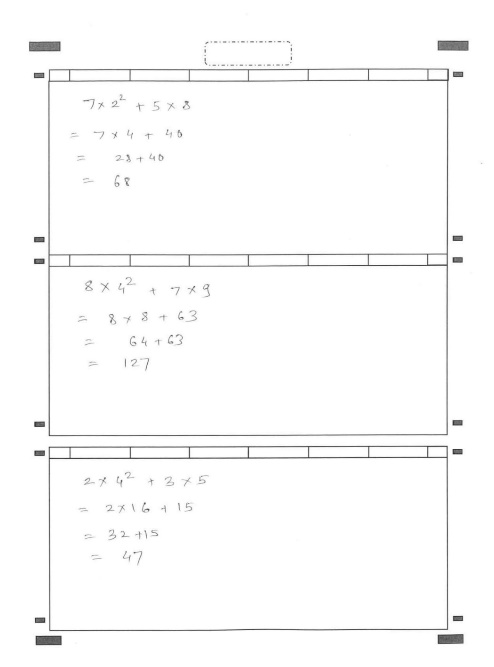 7 × 2² + 5 × 8
= 7 × 4 + 40
= 28 + 40
= 68
8 × 4² + 7 × 9
= 8 × 8 + 63
= 64 + 63
= 127
2 × 4² + 3 × 5
= 2 × 16 + 15
= 32 + 15
= 47